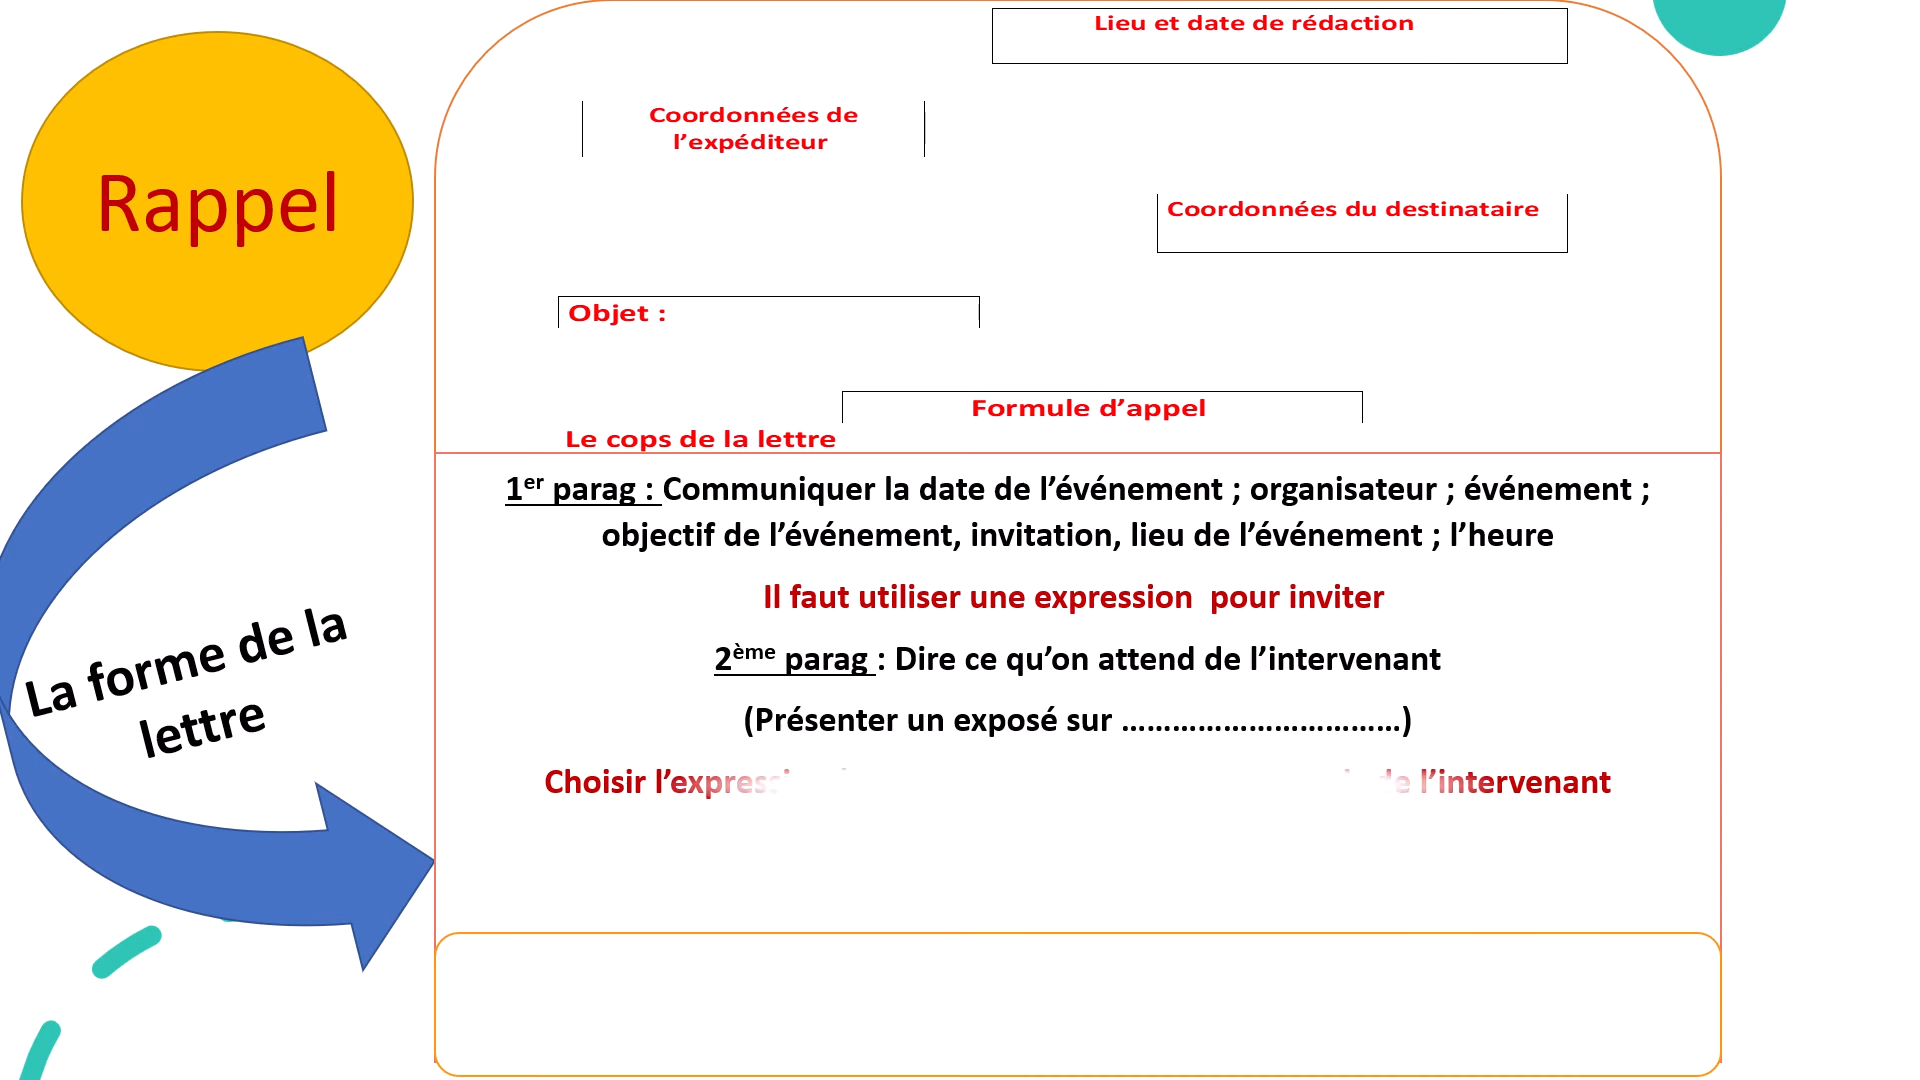 Rappel
La forme de la
lettre
Lieu et date de rédaction
Coordonnées de
l’expéditeur
Coordonnées du destinataire
Objet :
Formule d’appel
Le cops de la lettre
1er parag : Communiquer la date de l’événement ; organisateur ; événement ;
objectif de l’événement, invitation, lieu de l’événement ; l’heure
Il faut utiliser une expression pour inviter
2ème parag : Dire ce qu’on attend de l’intervenant
(Présenter un exposé sur ……………………………)
Choisir l’expression de l’intervenant